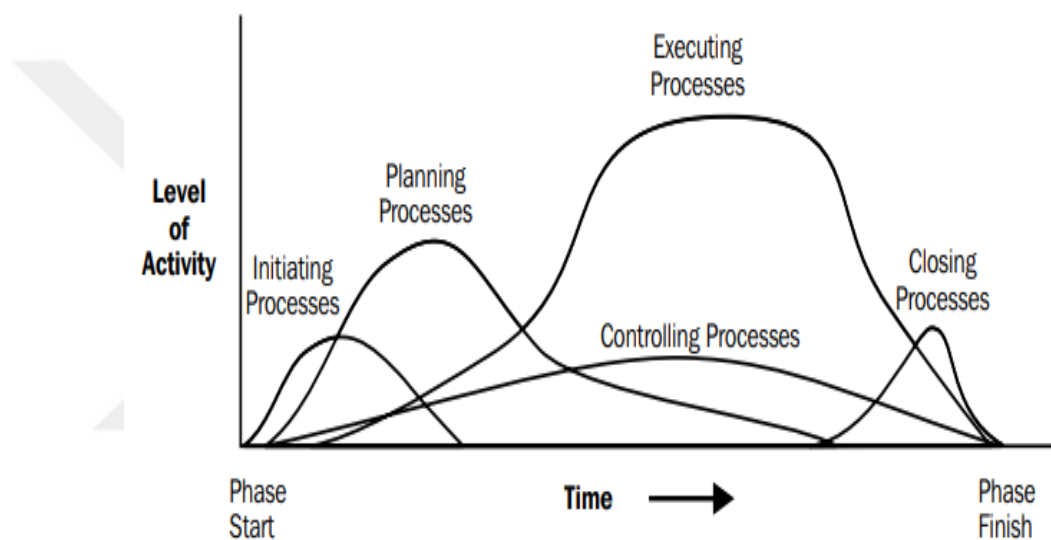 Executing
Processes
Planning
Processes
Level
of
Activity
Initiating
Processes
Closing
Processes
Controlling Processes
Phase
Start
Time
Phase
Finish